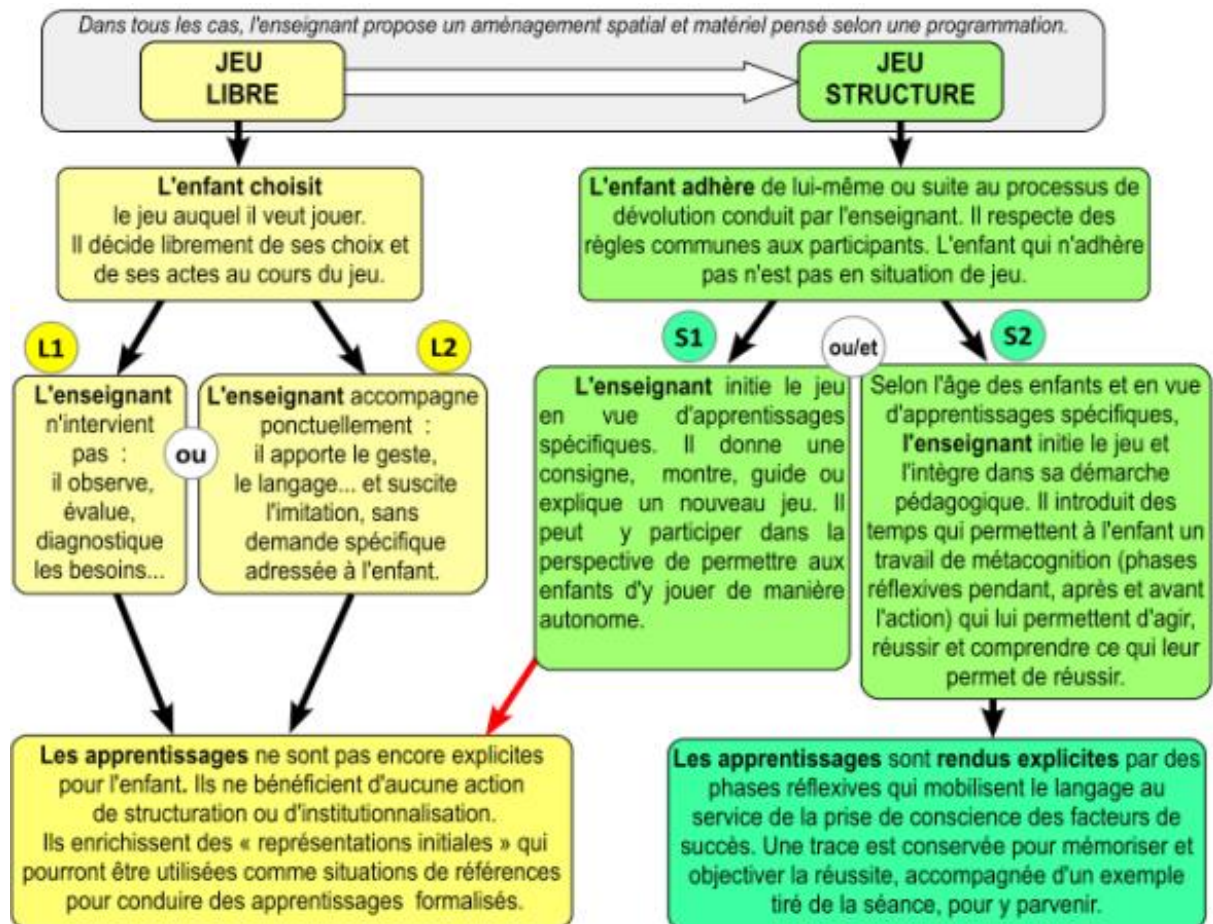 Dans tous les cas, l'enseignant propose un aménagement spatial et matériel pensé selon une programmation.
JEU
LIBRE
JEU
STRUCTURE
L'enfant choisit
le jeu auquel il veut jouer.
Il décide librement de ses choix et
de ses actes au cours du jeu.
L'enfant adhère de lui-même ou suite au processus de
dévolution conduit par l'enseignant. Il respecte des
règles communes aux participants. L'enfant qui n'adhère
pas n'est pas en situation de jeu.
L1
L2
S1
ou/et
S2
L'enseignant
n'intervient
pas :
il observe,
évalue,
diagnostique
les besoins...
ou
L'enseignant accompagne
ponctuellement :
il apporte le geste,
le langage... et suscite
l'imitation, sans
demande spécifique
adressée à l'enfant.
L'enseignant initie le jeu
en vue d'apprentissages
spécifiques. Il donne une
consigne, montre, guide ou
explique un nouveau jeu. Il
peut y participer dans la
perspective de permettre aux
enfants d'y jouer de manière
autonome.
Selon l'âge des enfants et en vue
d'apprentissages spécifiques,
l'enseignant initie le jeu et
l'intègre dans sa démarche
pédagogique. Il introduit des
temps qui permettent à l'enfant un
travail de métacognition (phases
réflexives pendant, après et avant
l'action) qui lui permettent d'agir,
réussir et comprendre ce qui leur
permet de réussir.
Les apprentissages ne sont pas encore explicites
pour l'enfant. Ils ne bénéficient d'aucune action
de structuration ou d'institutionnalisation.
Ils enrichissent des « représentations initiales » qui
pourront être utilisées comme situations de références
pour conduire des apprentissages formalisés.
Les apprentissages sont rendus explicites par des
phases réflexives qui mobilisent le langage au
service de la prise de conscience des facteurs de
succès. Une trace est conservée pour mémoriser et
objectiver la réussite, accompagnée d'un exemple
tiré de la séance, pour y parvenir.